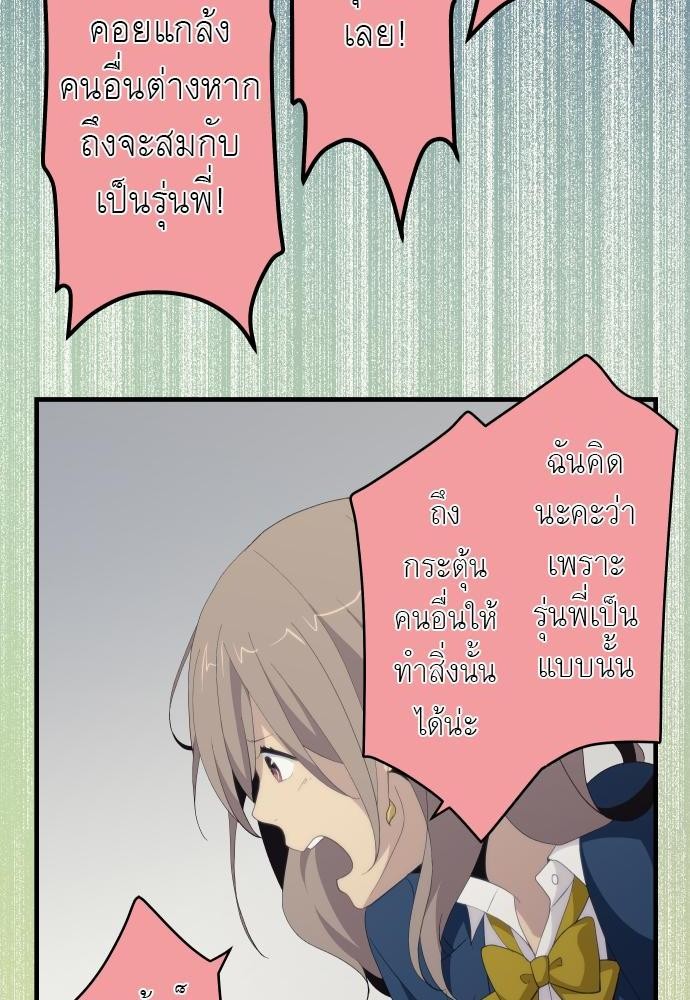 เลย!
คอยแกล้ง
คนอื่นต่างหาก
ถึงจะสมกับ
เป็นรุ่นพี่!
ฉันคิด
นะคะว่า
เพราะ
รุ่นพี่เป็น
แบบนั้น
ถึง
กระตุ้น
คนอื่นให้
ทำสิ่งนั้น
ได้น่ะ